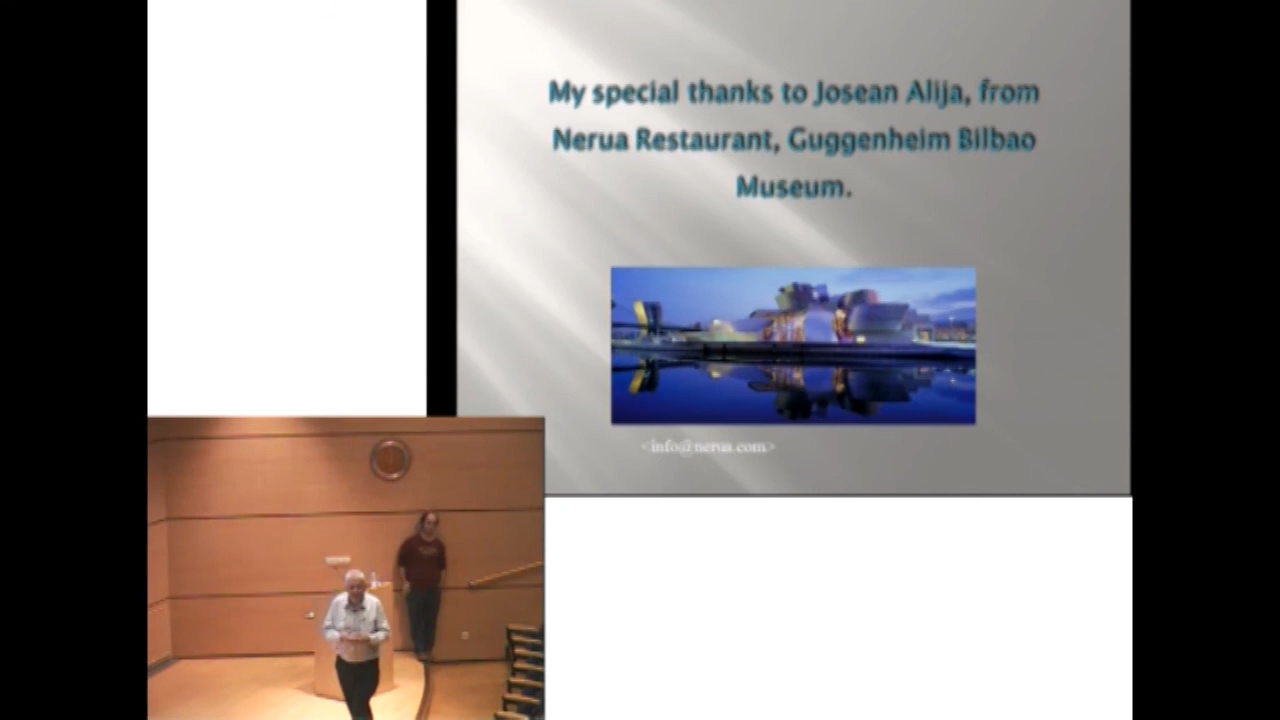 My special thanks to Josean Alija, from
Nerua Restaurant, Guggenheim Bilbao
Museum.
<info@nerua.com>